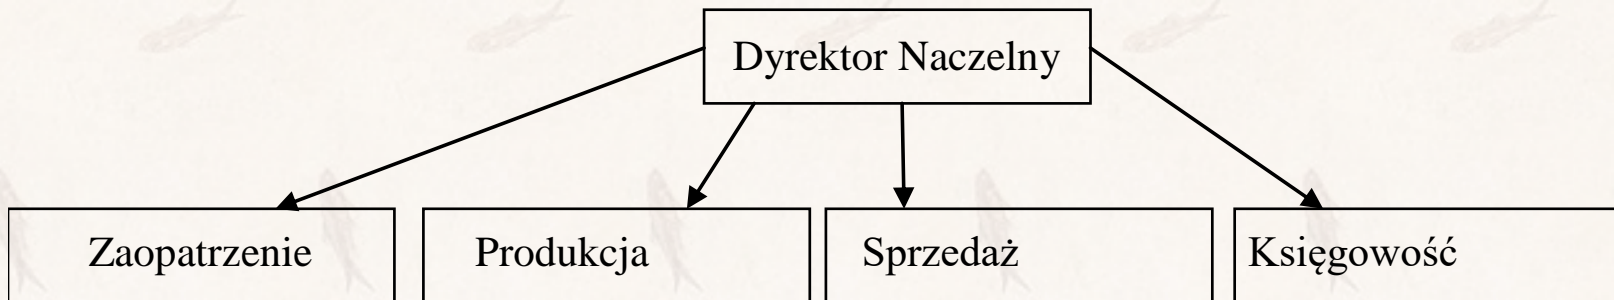 Dyrektor Naczelny
Zaopatrzenie
Produkcja
Sprzedaż
Księgowość